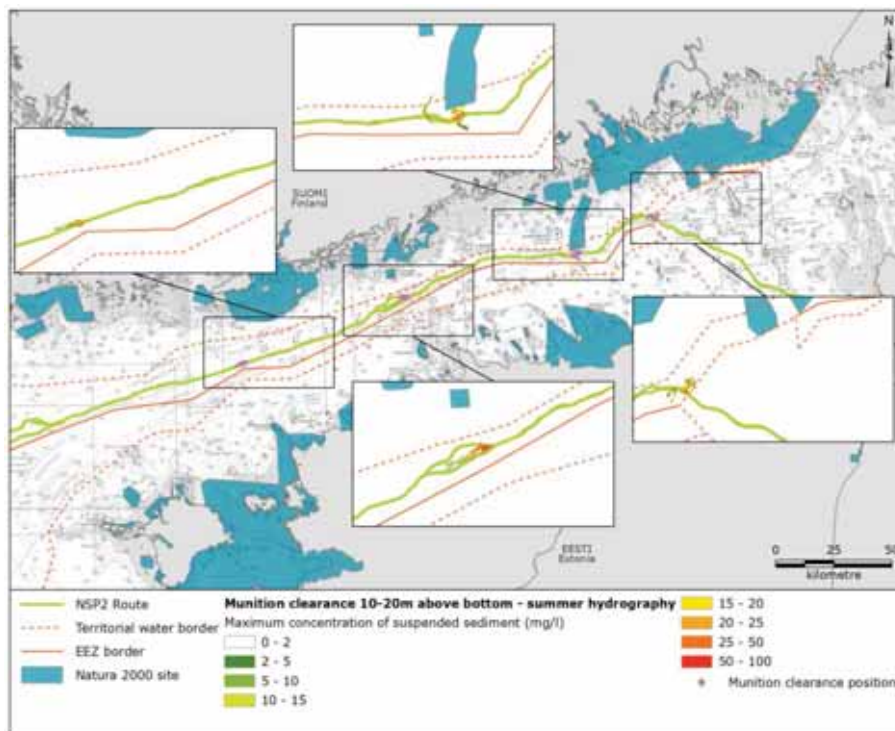 N
SUOMI
Finland
EESTI
Estonia
0 25 50
kilometre
NSP2 Route
Territorial water border
EEZ border
Natura 2000 site
Munition clearance 10-20m above bottom - summer hydrography
Maximum concentration of suspended sediment (mg/l)
0 - 2
2 - 5
5 - 10
10 - 15
15 - 20
20 - 25
25 - 50
50 - 100
Munition clearance position